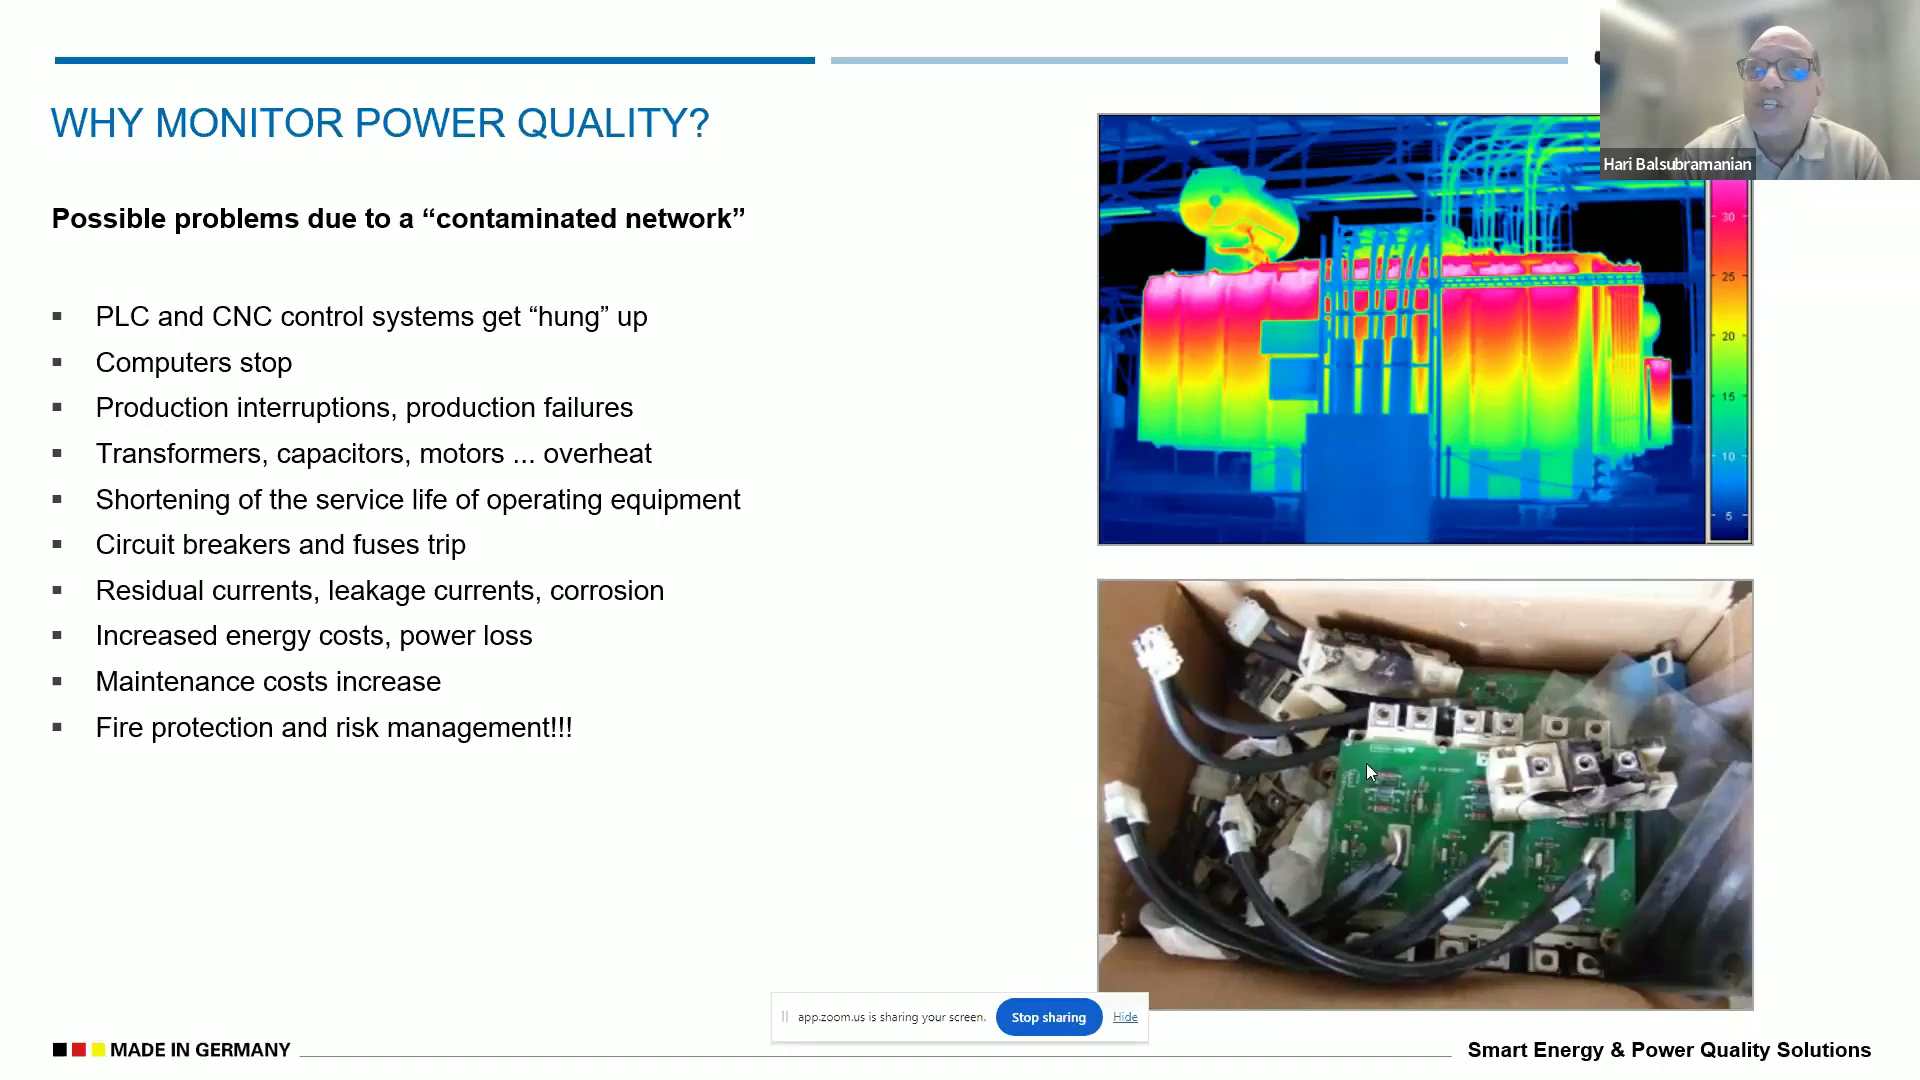 Hari Balsubramanian
WHY MONITOR POWER QUALITY?
Possible problems due to a “contaminated network”
▪ PLC and CNC control systems get “hung” up
▪ Computers stop
▪ Production interruptions, production failures
▪ Transformers, capacitors, motors ... overheat
▪ Shortening of the service life of operating equipment
▪ Circuit breakers and fuses trip
▪ Residual currents, leakage currents, corrosion
▪ Increased energy costs, power loss
▪ Maintenance costs increase
▪ Fire protection and risk management!!!
30
25
20
15
10
5
app.zoom.us is sharing your screen.
Stop sharing
Hide
MADE IN GERMANY
Smart Energy & Power Quality Solutions